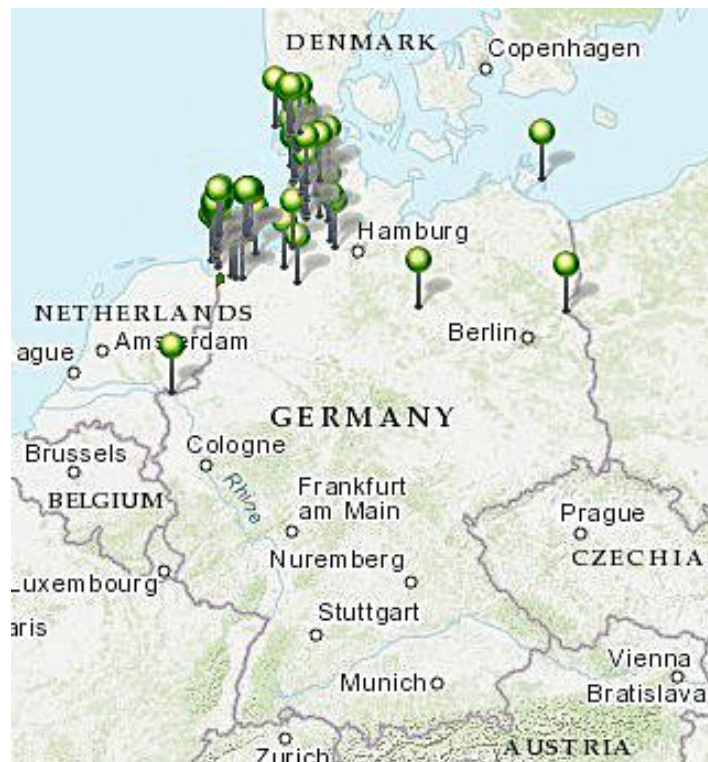 DENMARK
Copenhagen
Hamburg
NETHERLANDS
Amsterdam
ague
Berlin
GERMANY
Brussels
Cologne
BELGIUM
Rhine
Frankfurt
am Main
Prague
Nuremberg
CZECHIA
Luxembourg
Stuttgart
aris
Vienna
Munich
Bratislava
Zurich
AUSTRIA